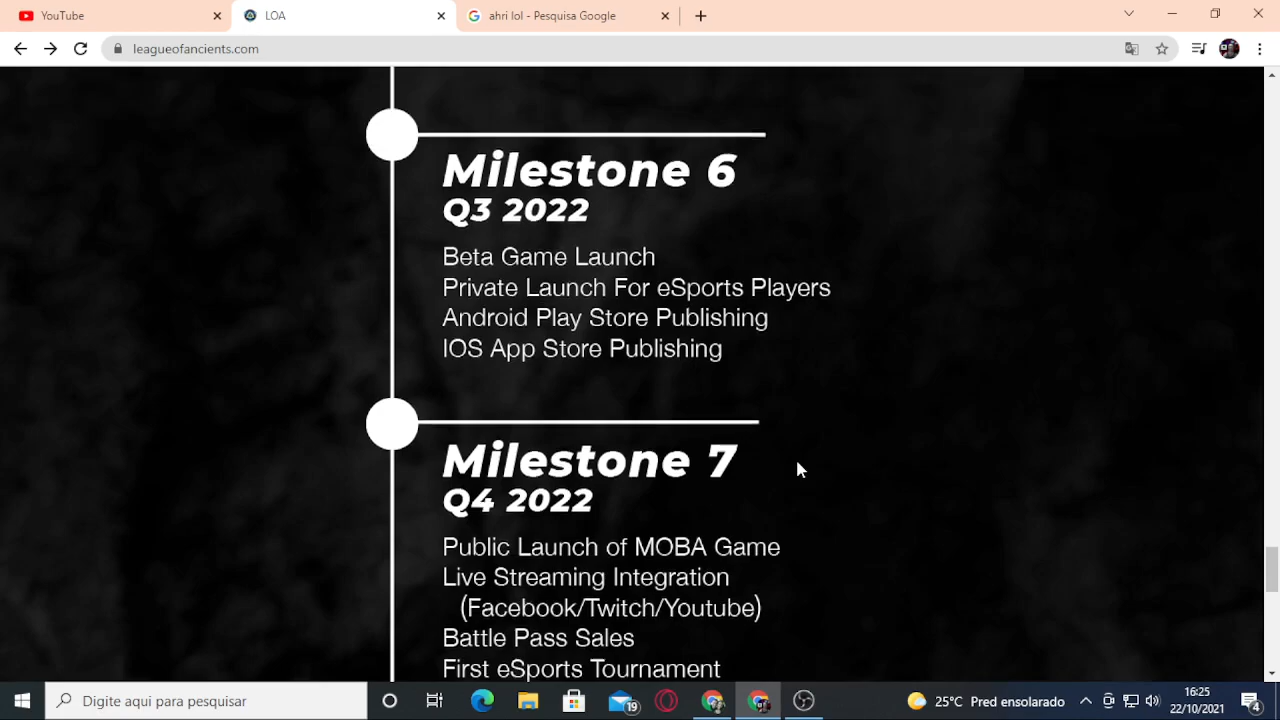 YouTube
LOA
ahri lol - Pesquisa Google
leagueofancients.com
Milestone 6
Q3 2022
Beta Game Launch
Private Launch For eSports Players
Android Play Store Publishing
IOS App Store Publishing
Milestone 7
Q4 2022
Public Launch of MOBA Game
Live Streaming Integration
(Facebook/Twitch/Youtube)
Battle Pass Sales
First eSports Tournament
Digite aqui para pesquisar
19
25°C Pred ensolarado
16:25
22/10/2021
4